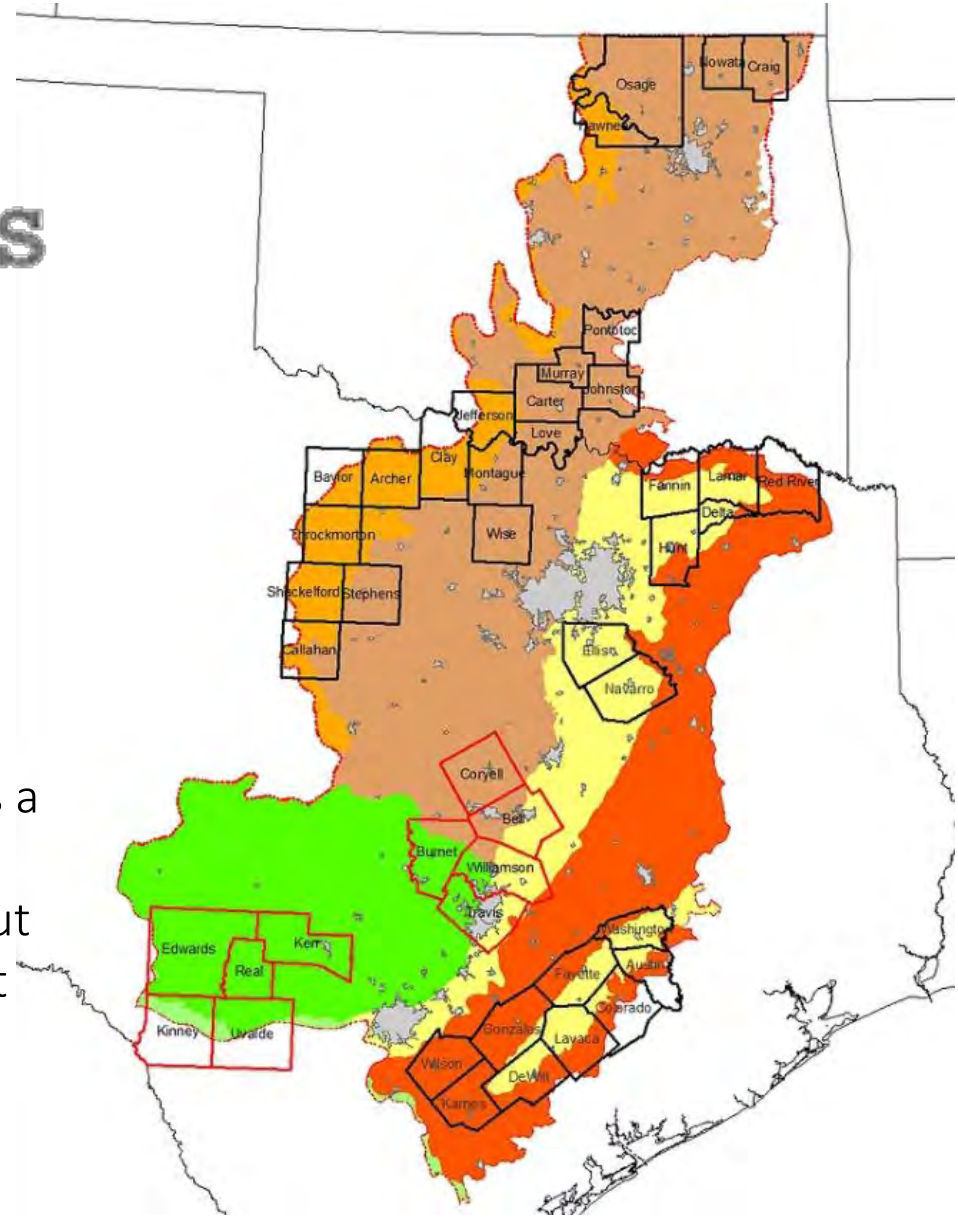 s
s a
ut
t
Osage
Nowata
Craig
Pawnee
Pontotoc
Murray
Johnston
Carter
Jefferson
Love
Clay
Montague
Baylor
Archer
Fannin
Lamar
Red River
Delta
Throckmorton
Wise
Hunt
Shackelford
Stephens
Callahan
Ellis
Navarro
Coryell
Bell
Burnet
Williamson
Travis
Washington
Edwards
Kerr
Real
Fayette
Austin
Colorado
Kinney
Uvalde
Gonzales
Lavaca
Wilson
DeWitt
Karnes